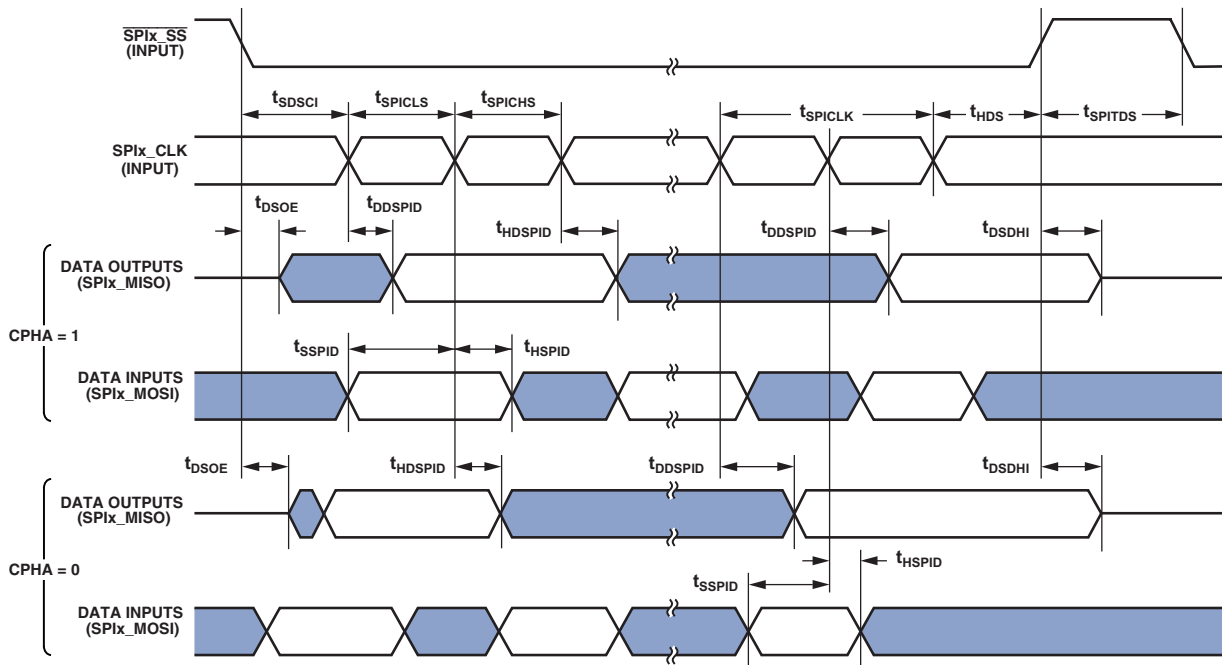 SPIx_SS
(INPUT)
tSDSCI
tSPICLS
tSPICHS
tSPICLK
tHDS
tSPITDS
SPIx_CLK
(INPUT)
tDSOE
tDDSPID
tHDSPID
tDDSPID
tDSDHI
DATA OUTPUTS
(SPIx_MISO)
CPHA = 1
tSSPID
tHSPID
DATA INPUTS
(SPIx_MOSI)
tDSOE
tHDSPID
tDDSPID
tDSDHI
DATA OUTPUTS
(SPIx_MISO)
CPHA = 0
tHSPID
tSSPID
DATA INPUTS
(SPIx_MOSI)